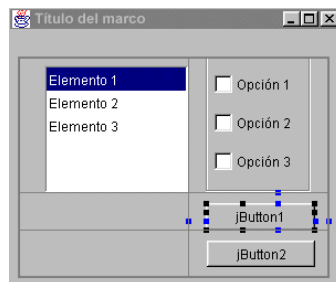 Título del marco
Elemento 1
Elemento 2
Elemento 3
Opción 1
Opción 2
Opción 3
jButton1
jButton2